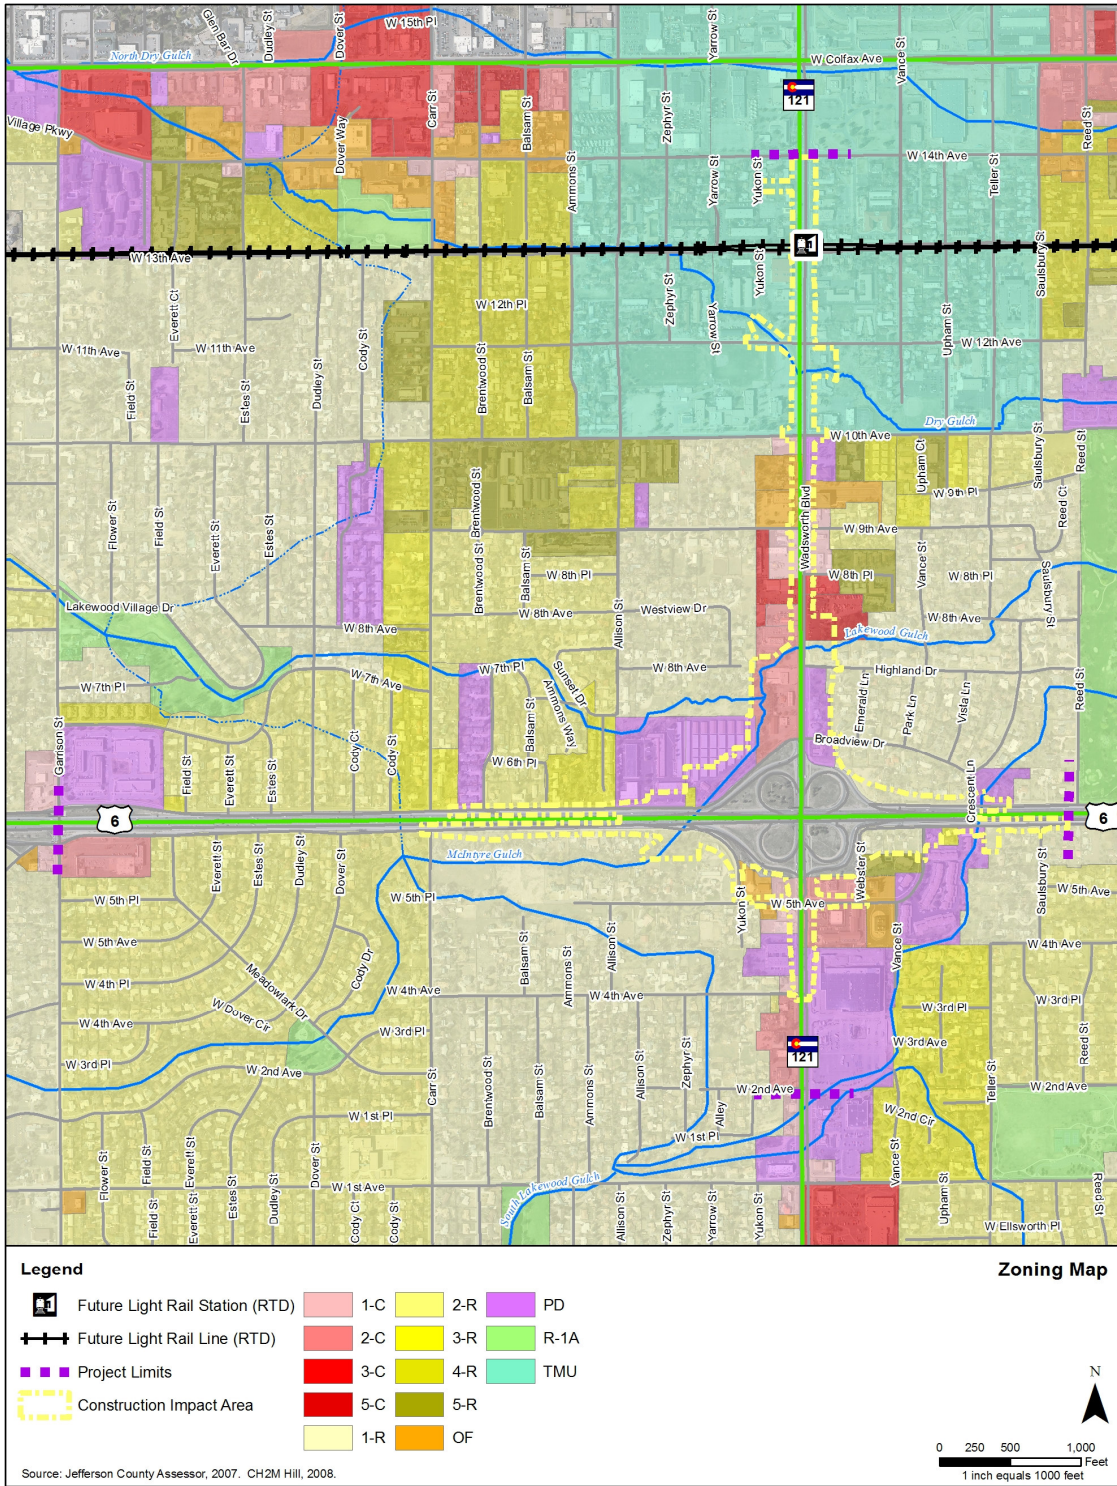 Glen Bar Dr
Dudley St
Dover St
W 15th Pl
Yarrow St
Vance St
North Dry Gulch
W Colfax Ave
121
Village Pkwy
Dover Way
Carr St
Balsam St
Zephyr St
Reed St
Ammons St
Yarrow St
Yukon St
W 14th Ave
Teller St
W 13th Ave
Yukon St
Saulsbury St
Everett Ct
W 12th Pl
Zephyr St
Yarrow St
Upham St
W 12th Ave
W 11th Ave
W 11th Ave
Cody St
Field St
Estes St
Dudley St
Brentwood St
Balsam St
Dry Gulch
W 10th Ave
Saulsbury St
Reed St
Upham Ct
Brentwood St
Wadsworth Blvd
W 9th Pl
Reed Ct
Flower St
Field St
Everett St
Estes St
W 9th Ave
Brentwood St
Balsam St
W 8th Pl
W 8th Pl
Vance St
W 8th Pl
Saulsbury St
Lakewood Village Dr
W 8th Ave
W 8th Ave
Allison St
Westview Dr
W 8th Ave
Lakewood Gulch
W 7th Pl
W 7th Ave
W 7th Pl
Sunset Dr
Ammons Way
W 8th Ave
Highland Dr
Emerald Ln
Park Ln
Vista Ln
Reed St
Garrison St
Balsam St
Broadview Dr
Field St
Everett St
Estes St
Cody Ct
Cody St
W 6th Pl
Crescent Ln
6
6
McIntyre Gulch
Everett St
Estes St
Dudley St
Dover St
Webster St
W 5th Pl
W 5th Pl
Yukon St
W 5th Ave
Saulsbury St
W 5th Ave
W 5th Ave
Cody Dr
Balsam St
Ammons St
Allison St
Vance St
W 4th Ave
W 4th Pl
Meadowlark Dr
W 4th Ave
W 4th Ave
W 3rd Pl
W 3rd Pl
W 4th Ave
W Dover Cir
W 3rd Pl
121
W 3rd Ave
Reed St
W 3rd Pl
W 2nd Ave
Carr St
Brentwood St
Balsam St
Ammons St
Allison St
Zephyr St
W 2nd Ave
Teller St
W 2nd Ave
Alley
W 2nd Cir
W 1st Pl
W 1st Pl
Flower St
Field St
Everett St
Dover St
Vance St
W 1st Ave
South Lakewood Gulch
Field St
Everett St
Estes St
Dudley St
Cody Ct
Cody St
Allison St
Zephyr St
Yarrow St
Yukon St
Upham St
Reed St
W Ellsworth Pl
Legend
Zoning Map
Future Light Rail Station (RTD)
Future Light Rail Line (RTD)
Project Limits
Construction Impact Area
1-C
2-C
3-C
5-C
1-R
2-R
3-R
4-R
5-R
OF
PD
R-1A
TMU
N
0 250 500 1,000
Feet
1 inch equals 1000 feet
Source: Jefferson County Assessor, 2007. CH2M Hill, 2008.